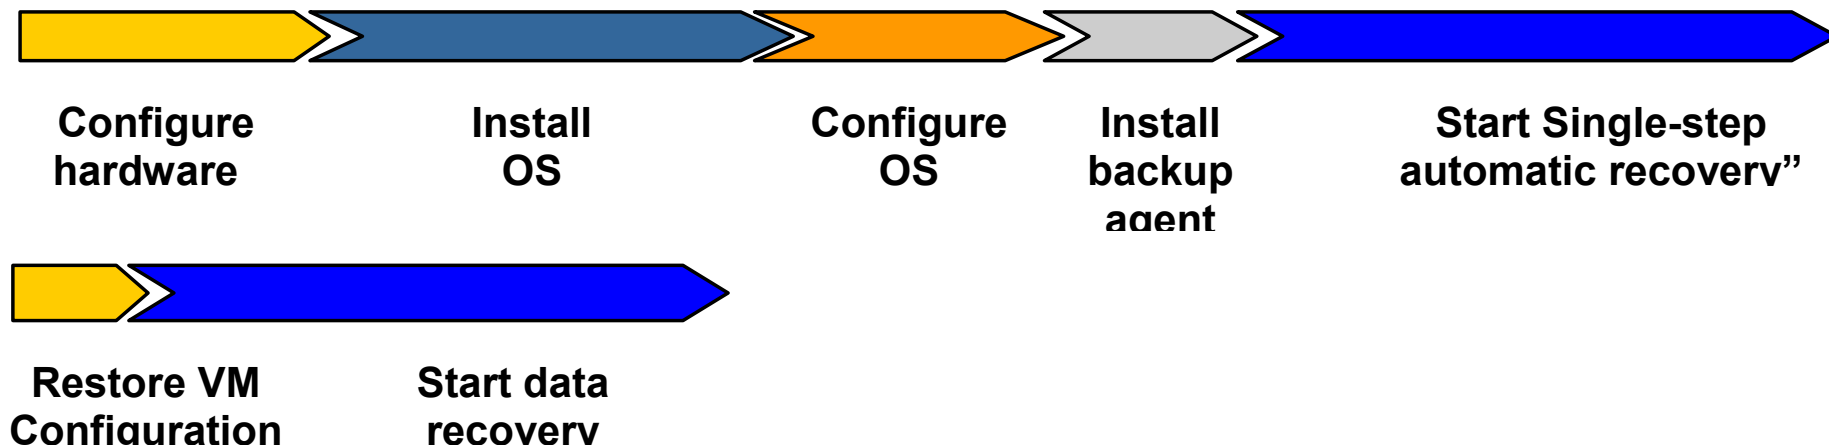 Configure
hardware
Install
OS
Configure
OS
Install
backup
agent
Start Single-step
automatic recovery”
Restore VM
Configuration
Start data
recovery